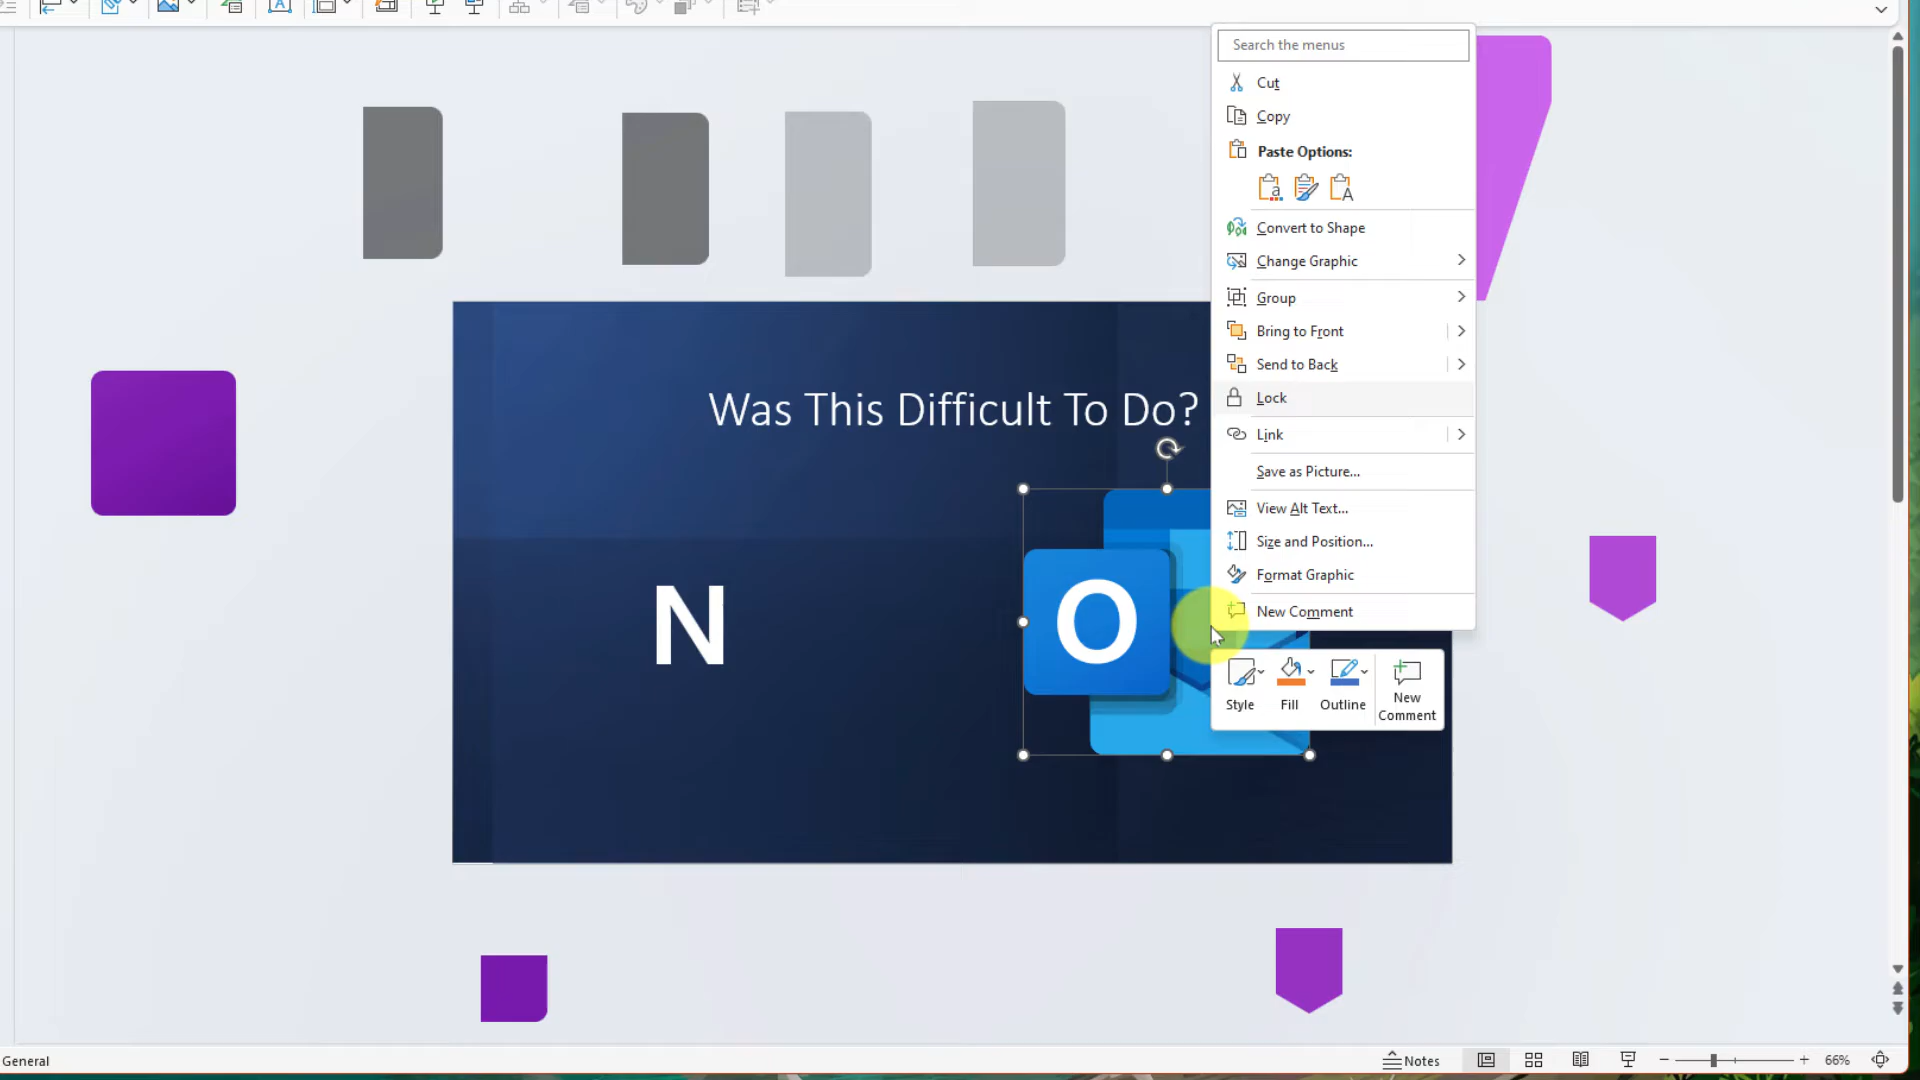 Search the menus
Cut
Copy
Paste Options:
Convert to Shape
Change Graphic
Group
Bring to Front
Send to Back
Lock
Link
Save as Picture...
View Alt Text...
Size and Position...
Format Graphic
New Comment
Was This Difficult To Do?
N
O
Style
Fill
Outline
New
Comment
General
Notes
66%